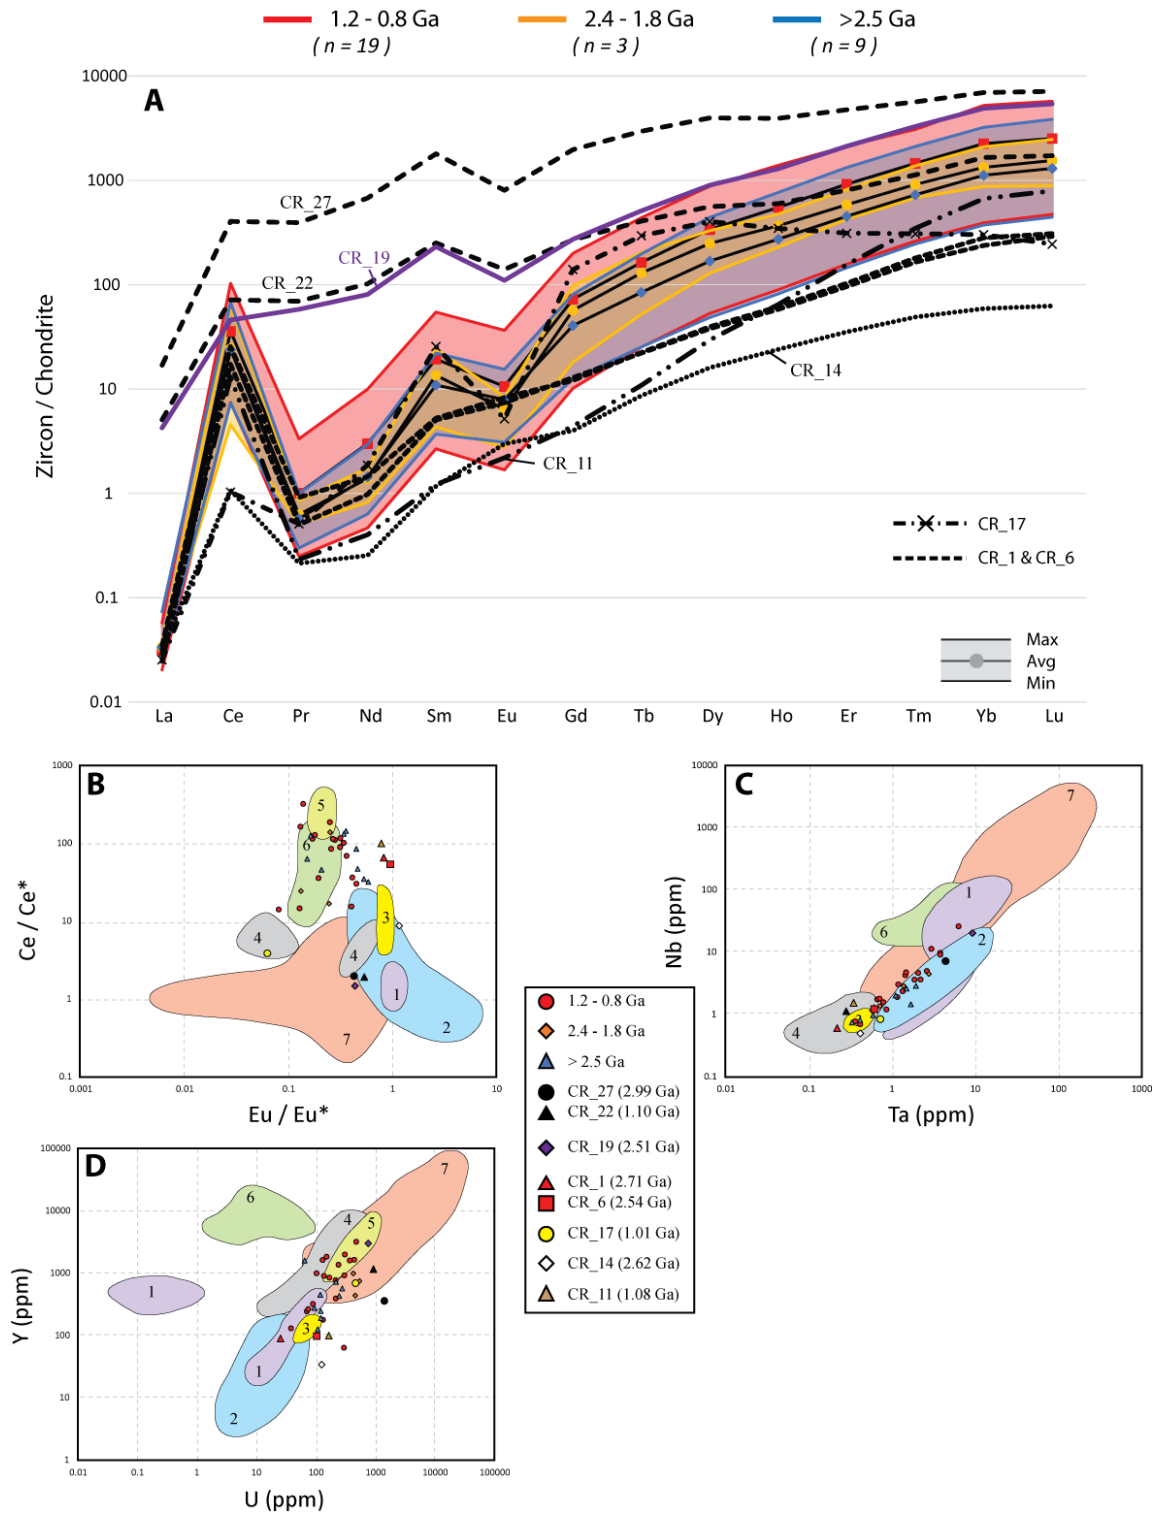 1.2 - 0.8 Ga
2.4 - 1.8 Ga
>2.5 Ga
( n = 19 )
( n = 3 )
( n = 9 )
A
Zircon / Chondrite
10000
1000
100
10
1
0.1
0.01
CR_27
CR_19
CR_22
CR_14
CR_11
CR_17
CR_1 & CR_6
Max
Avg
Min
La Ce Pr Nd Sm Eu Gd Tb Dy Ho Er Tm Yb Lu
B
Ce / Ce*
1000
100
10
1
0.1
5
6
4
3
4
1
2
7
0.001 0.01 0.1 1 10
Eu / Eu*
C
Nb (ppm)
10000
1000
100
10
1
0.1
7
1
6
2
3
4
0.01 0.1 1 10 100 1000
Ta (ppm)
1.2 - 0.8 Ga
2.4 - 1.8 Ga
> 2.5 Ga
CR_27 (2.99 Ga)
CR_22 (1.10 Ga)
CR_19 (2.51 Ga)
CR_1 (2.71 Ga)
CR_6 (2.54 Ga)
CR_17 (1.01 Ga)
CR_14 (2.62 Ga)
CR_11 (1.08 Ga)
D
Y (ppm)
100000
10000
1000
100
10
1
7
6
4
5
1
3
1
2
0.01 0.1 1 10 100 1000 10000 100000
U (ppm)